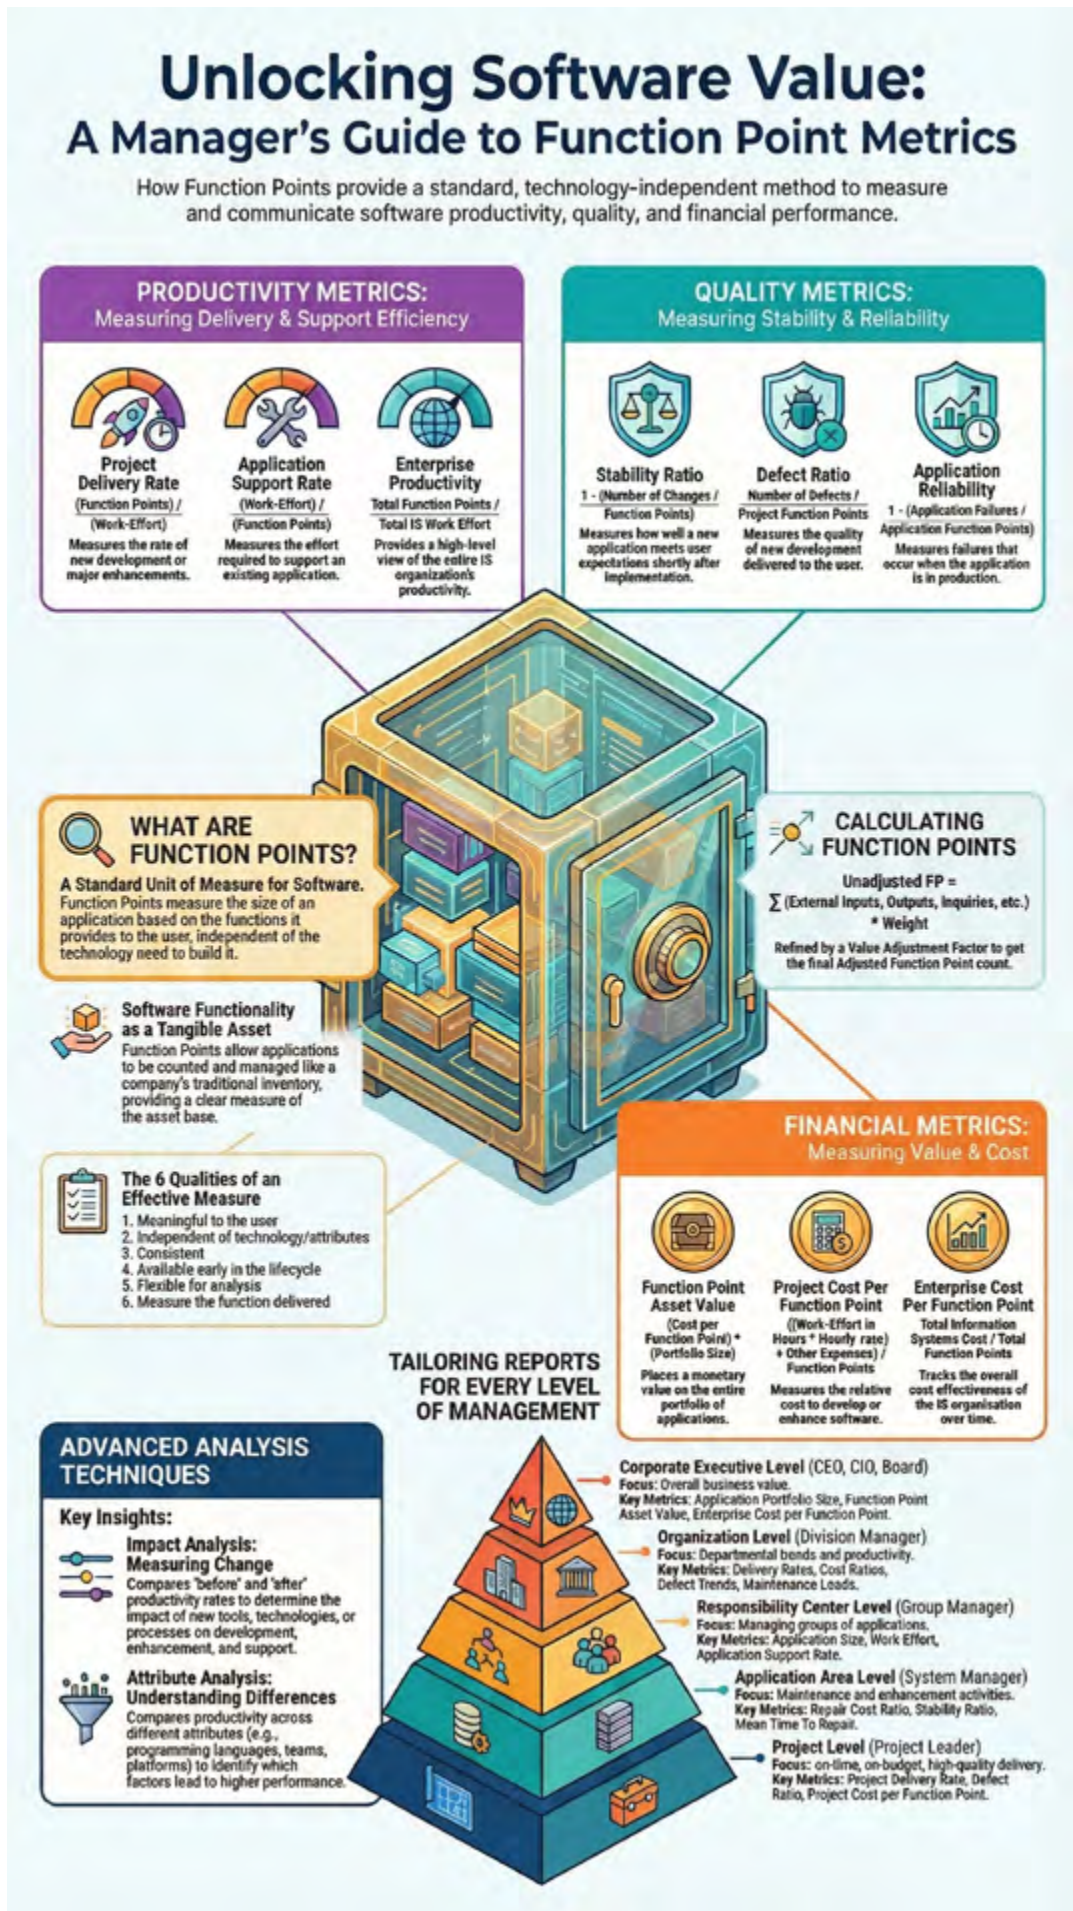 Unlocking Software Value:
A Manager's Guide to Function Point Metrics
How Function Points provide a standard, technology-independent method to measure
and communicate software productivity, quality, and financial performance.
PRODUCTIVITY METRICS:
Measuring Delivery & Support Efficiency
Project
Delivery Rate
(Function Points) /
(Work-Effort)
Measures the rate of
new development or
major enhancements.
Application
Support Rate
(Work-Effort) /
(Function Points)
Measures the effort
required to support an
existing application.
Enterprise
Productivity
Total Function Points /
Total IS Work Effort
Provides a high-level
view of the entire IS
organization's
productivity.
QUALITY METRICS:
Measuring Stability & Reliability
Stability Ratio
1 - (Number of Changes /
Function Points)
Measures how well a new
application meets user
expectations shortly after
implementation.
Defect Ratio
Number of Defects /
Project Function Points
Measures the quality
of new development
delivered to the user.
Application
Reliability
1 - (Application Failures /
Application Function Points)
Measures failures that
occur when the application
is in production.
WHAT ARE
FUNCTION POINTS?
A Standard Unit of Measure for Software.
Function Points measure the size of an
application based on the functions it
provides to the user, independent of the
technology need to build it.
CALCULATING
FUNCTION POINTS
Unadjusted FP =
Σ (External Inputs, Outputs, Inquiries, etc.)
* Weight
Refined by a Value Adjustment Factor to get
the final Adjusted Function Point count.
Software Functionality
as a Tangible Asset
Function Points allow applications
to be counted and managed like a
company's traditional inventory,
providing a clear measure of
the asset base.
The 6 Qualities of an
Effective Measure
1. Meaningful to the user
2. Independent of technology/attributes
3. Consistent
4. Available early in the lifecycle
5. Flexible for analysis
6. Measure the function delivered
FINANCIAL METRICS:
Measuring Value & Cost
Function Point
Asset Value
(Cost per
Function Point) *
(Portfolio Size)
Places a monetary
value on the entire
portfolio of
applications.
Project Cost Per
Function Point
((Work-Effort in
Hours * Hourly rate)
+ Other Expenses) /
Function Points
Measures the relative
cost to develop or
enhance software.
Enterprise Cost
Per Function Point
Total Information
Systems Cost / Total
Function Points
Tracks the overall
cost effectiveness of
the IS organisation
over time.
TAILORING REPORTS
FOR EVERY LEVEL
OF MANAGEMENT
Corporate Executive Level (CEO, CIO, Board)
Focus: Overall business value.
Key Metrics: Application Portfolio Size, Function Point
Asset Value, Enterprise Cost per Function Point.
Organization Level (Division Manager)
Focus: Departmental bends and productivity.
Key Metrics: Delivery Rates, Cost Ratios,
Defect Trends, Maintenance Leads.
Responsibility Center Level (Group Manager)
Focus: Managing groups of applications.
Key Metrics: Application Size, Work Effort,
Application Support Rate.
Application Area Level (System Manager)
Focus: Maintenance and enhancement activities.
Key Metrics: Repair Cost Ratio, Stability Ratio,
Mean Time To Repair.
Project Level (Project Leader)
Focus: on-time, on-budget, high-quality delivery.
Key Metrics: Project Delivery Rate, Defect
Ratio, Project Cost per Function Point.
ADVANCED ANALYSIS
TECHNIQUES
Key Insights:
Impact Analysis:
Measuring Change
Compares "before" and "after"
productivity rates to determine the
impact of new tools, technologies, or
processes on development,
enhancement, and support.
Attribute Analysis:
Understanding Differences
Compares productivity across
different attributes (e.g.,
programming languages, teams,
platforms) to identify which
factors lead to higher performance.